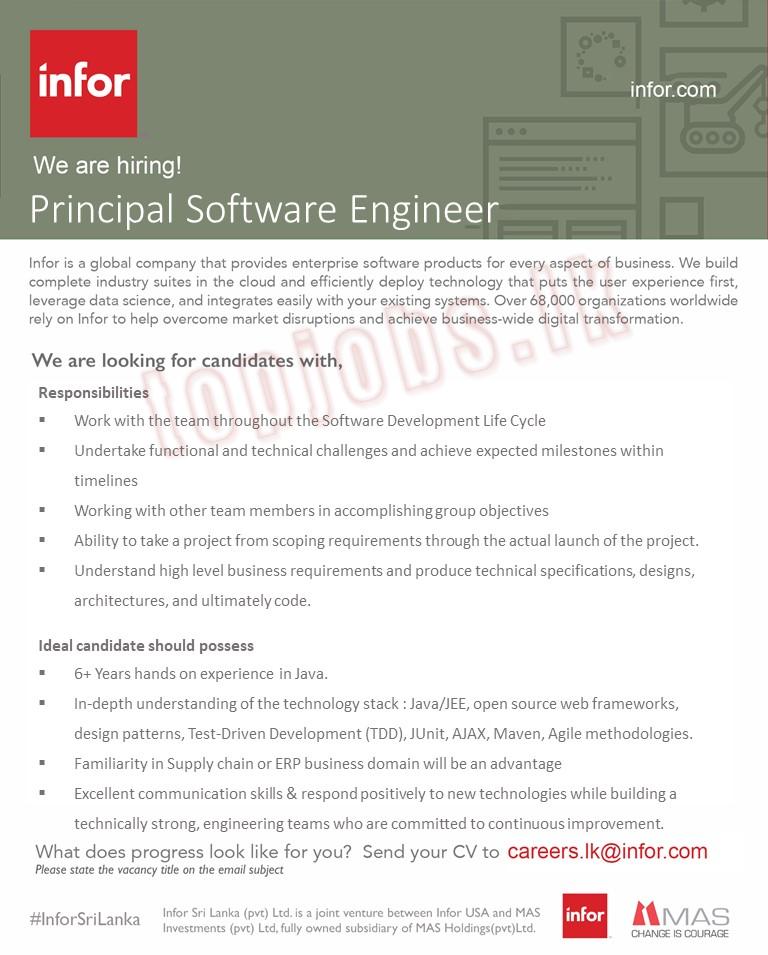 infor
infor.com
We are hiring!
Principal Software Engineer
Infor is a global company that provides enterprise software products for every aspect of business. We build
complete industry suites in the cloud and efficiently deploy technology that puts the user experience first,
leverage data science, and integrates easily with your existing systems. Over 68,000 organizations worldwide
rely on Infor to help overcome market disruptions and achieve business-wide digital transformation.
topjobs.lk
We are looking for candidates with,
Responsibilities
▪ Work with the team throughout the Software Development Life Cycle
▪ Undertake functional and technical challenges and achieve expected milestones within
timelines
▪ Working with other team members in accomplishing group objectives
▪ Ability to take a project from scoping requirements through the actual launch of the project.
▪ Understand high level business requirements and produce technical specifications, designs,
architectures, and ultimately code.
Ideal candidate should possess
▪ 6+ Years hands on experience in Java.
▪ In-depth understanding of the technology stack : Java/JEE, open source web frameworks,
design patterns, Test-Driven Development (TDD), JUnit, AJAX, Maven, Agile methodologies.
▪ Familiarity in Supply chain or ERP business domain will be an advantage
▪ Excellent communication skills & respond positively to new technologies while building a
technically strong, engineering teams who are committed to continuous improvement.
What does progress look like for you? Send your CV to careers.lk@infor.com
Please state the vacancy title on the email subject
#InforSriLanka
Infor Sri Lanka (pvt) Ltd. is a joint venture between Infor USA and MAS
Investments (pvt) Ltd, fully owned subsidiary of MAS Holdings(pvt)Ltd.
infor
MAS
CHANGE IS COURAGE